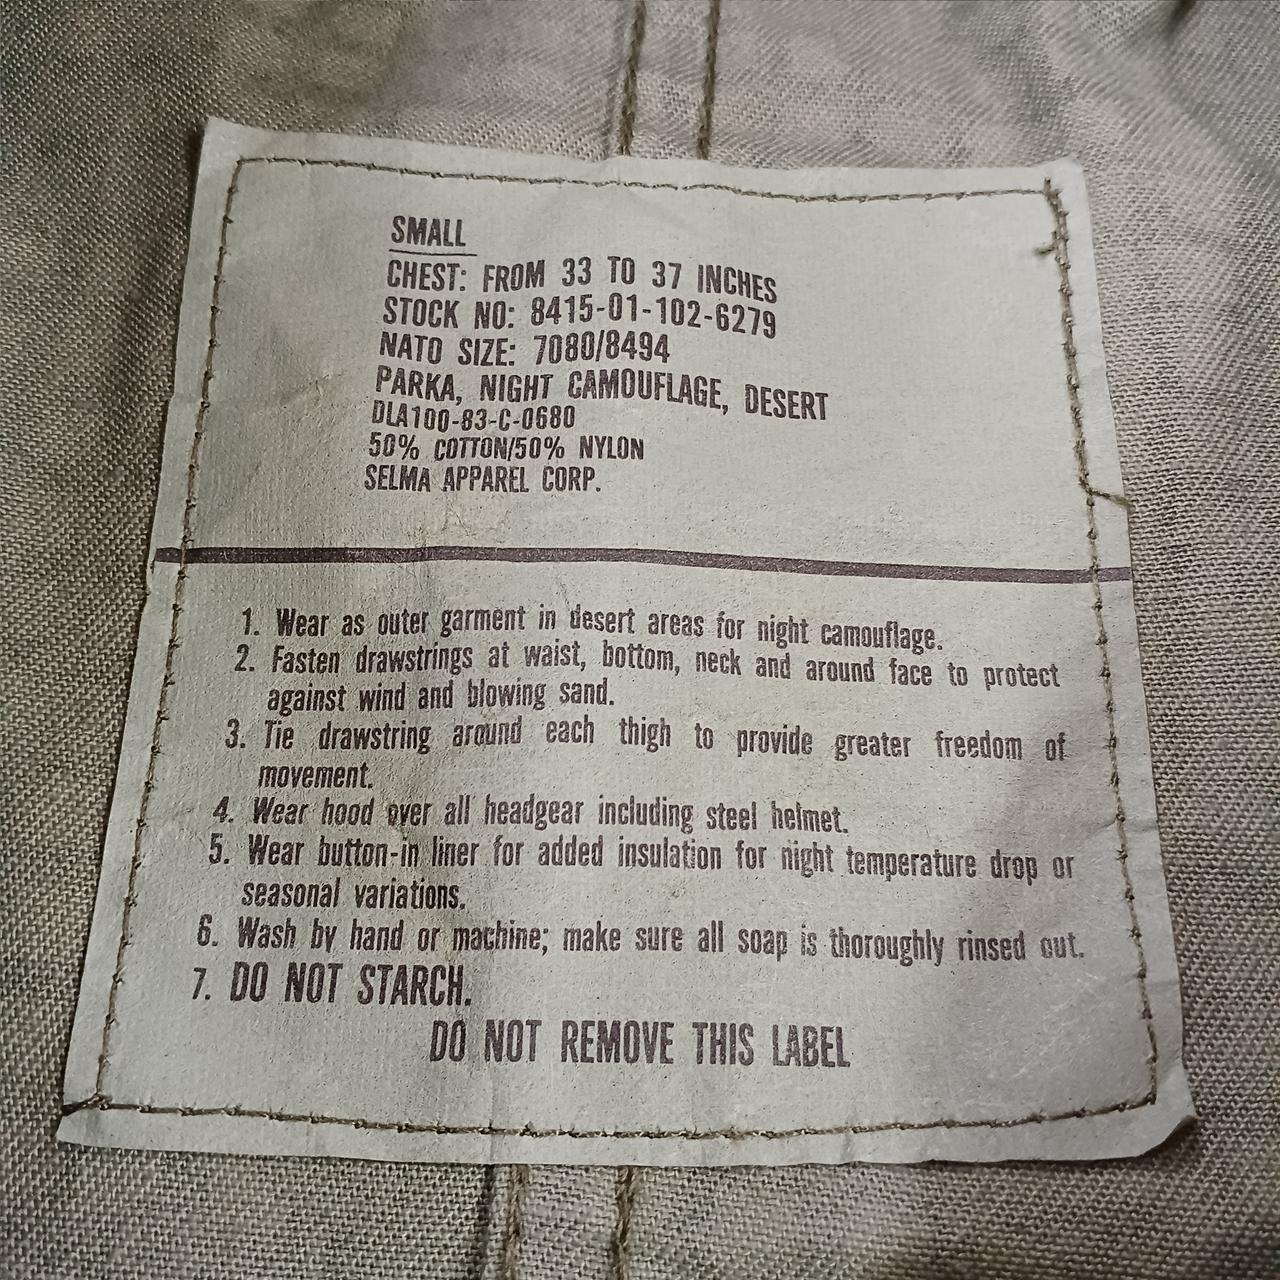 SMALL
CHEST: FROM 33 TO 37 INCHES
STOCK NO: 8415-01-102-6279
NATO SIZE: 7080/8494
PARKA, NIGHT CAMOUFLAGE, DESERT
DLA100-83-C-0680
50% COTTON/50% NYLON
SELMA APPAREL CORP.
1. Wear as outer garment in desert areas for night camouflage.
2. Fasten drawstrings at waist, bottom, neck and around face to protect
against wind and blowing sand.
3. Tie drawstring around each thigh to provide greater freedom of
movement.
4. Wear hood over all headgear including steel helmet.
5. Wear button-in liner for added insulation for night temperature drop or
seasonal variations.
6. Wash by hand or machine; make sure all soap is thoroughly rinsed out.
7. DO NOT STARCH.
DO NOT REMOVE THIS LABEL